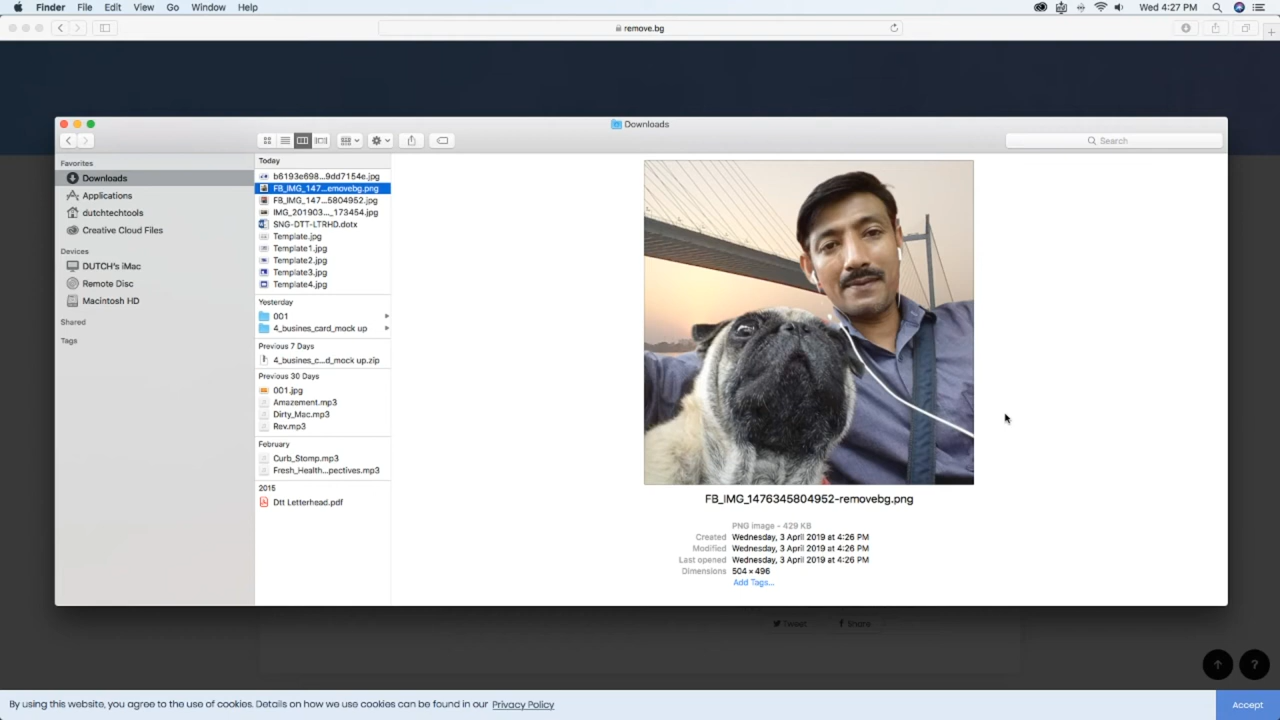 Finder File Edit View Go Window Help
Wed 4:27 PM
remove.bg
Downloads
Search
Favorites
Downloads
Applications
dutchtechtools
Creative Cloud Files
Devices
DUTCH's iMac
Remote Disc
Macintosh HD
Shared
Tags
Today
b6193e698...9dd7154e.jpg
FB_IMG_147...emovebg.png
FB_IMG_147...5804952.jpg
IMG_201903..._173454.jpg
SNG-DTT-LTRHD.dotx
Template.jpg
Template1.jpg
Template2.jpg
Template3.jpg
Template4.jpg
Yesterday
001
4_busines_card_mock up
Previous 7 Days
4_busines_c...d_mock up.zip
Previous 30 Days
001.jpg
Amazement.mp3
Dirty_Mac.mp3
Rev.mp3
February
Curb_Stomp.mp3
Fresh_Health...pectives.mp3
2015
Dtt Letterhead.pdf
FB_IMG_1476345804952-removebg.png
PNG image - 429 KB
Created Wednesday, 3 April 2019 at 4:26 PM
Modified Wednesday, 3 April 2019 at 4:26 PM
Last opened Wednesday, 3 April 2019 at 4:26 PM
Dimensions 504 × 496
Add Tags...
Tweet Share
?
By using this website, you agree to the use of cookies. Details on how we use cookies can be found in our Privacy Policy
Accept